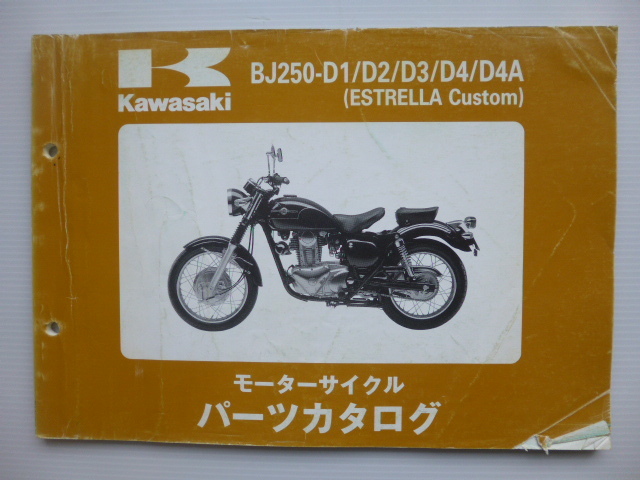 Kawasaki
BJ250-D1/D2/D3/D4/D4A
(ESTRELLA Custom)
モーターサイクル
パーツカタログ